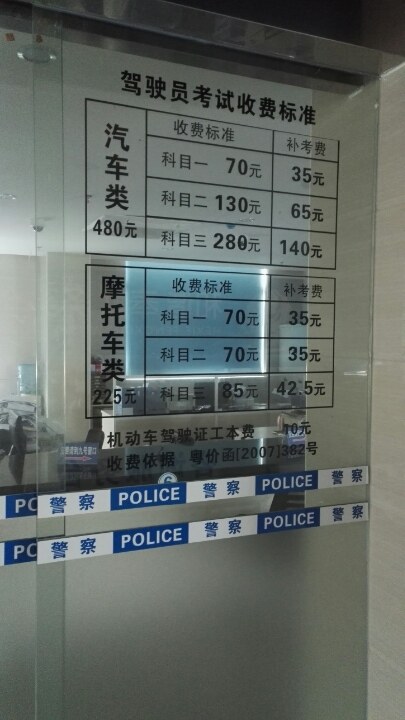 驾驶员考试收费标准
汽车类 480元
收费标准 补考费
科目一 70元 35元
科目二 130元 65元
科目三 280元 140元
摩托车类 225元
收费标准 补考费
科目一 70元 35元
科目二 70元 35元
科目三 85元 42.5元
机动车驾驶证工本费 10元
收费依据 粤价函[2007]382号
警察 POLICE 警察 POLICE 警察
警察 POLICE 警察 POLICE 警察